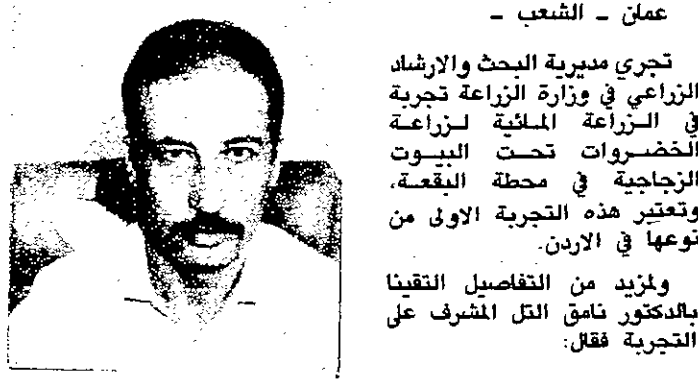 عمان ـ الشعب ـ
تجري مديرية البحث والارشاد
الزراعي في وزارة الزراعة تجربة
في الزراعة المائية لزراعة
الخضروات تحت البيوت
الزجاجية في محطة البقعة،
وتعتبر هذه التجربة الاولى من
نوعها في الاردن.
ولمزيد من التفاصيل التقينا
بالدكتور نامق التل المشرف على
التجربة فقال: